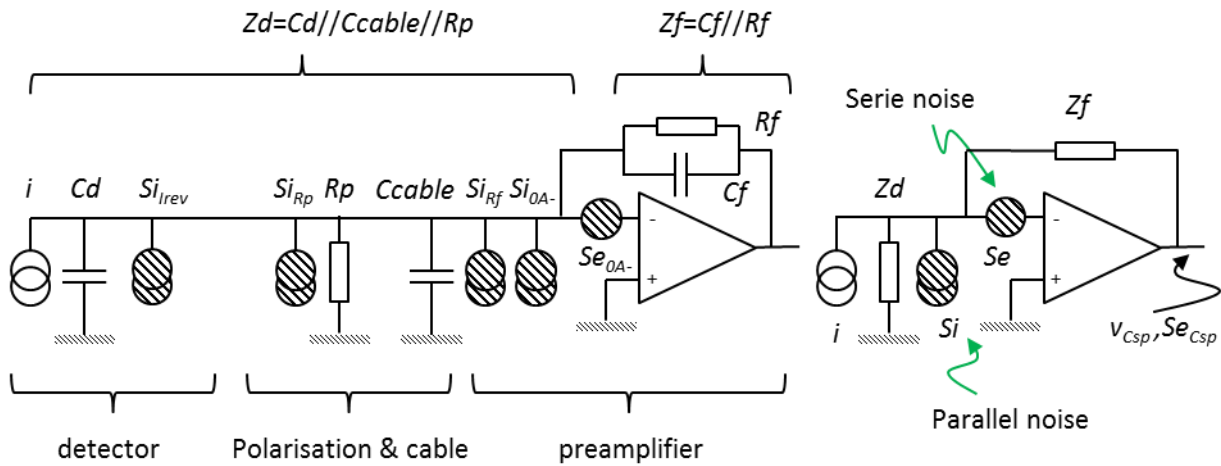 Zd=Cd//Ccable//Rp
Zf=Cf//Rf
Serie noise
Rf
Zf
i Cd Si_Irev Si_Rp Rp Ccable Si_Rf Si_0A-
Cf
Zd
-
-
Se_0A-
Se
+
+
i
Si
v_Csp,Se_Csp
Parallel noise
detector
Polarisation & cable
preamplifier